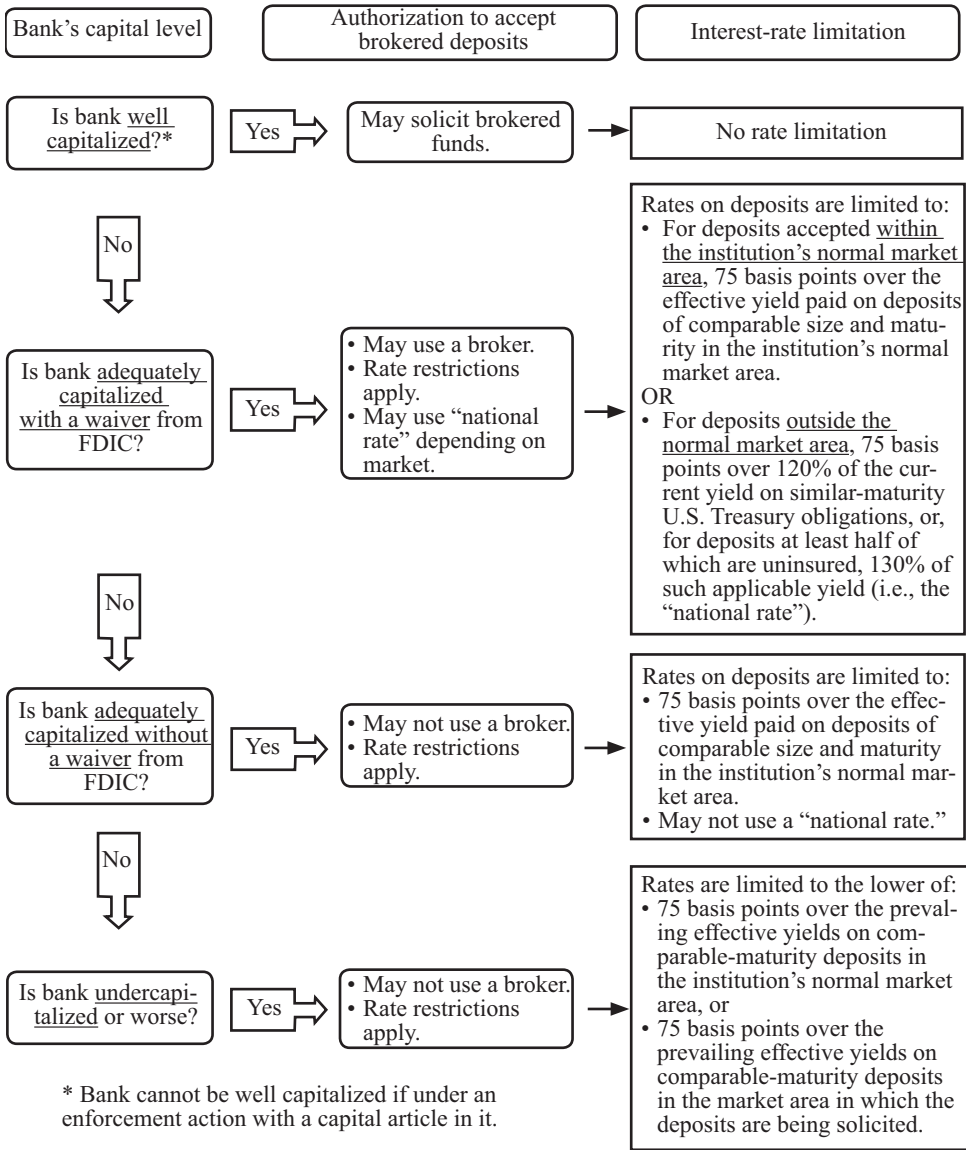 Bank's capital level
Authorization to accept
brokered deposits
Interest-rate limitation
Is bank well
capitalized?*
Yes
May solicit brokered
funds.
No rate limitation
No
Is bank adequately
capitalized
with a waiver from
FDIC?
Yes
• May use a broker.
• Rate restrictions
apply.
• May use “national
rate” depending on
market.
Rates on deposits are limited to:
• For deposits accepted within
the institution's normal market
area, 75 basis points over the
effective yield paid on deposits
of comparable size and matu-
rity in the institution's normal
market area.
OR
• For deposits outside the
normal market area, 75 basis
points over 120% of the cur-
rent yield on similar-maturity
U.S. Treasury obligations, or,
for deposits at least half of
which are uninsured, 130% of
such applicable yield (i.e., the
“national rate”).
No
Is bank adequately
capitalized without
a waiver from
FDIC?
Yes
• May not use a broker.
• Rate restrictions
apply.
Rates on deposits are limited to:
• 75 basis points over the effec-
tive yield paid on deposits of
comparable size and maturity
in the institution's normal mar-
ket area.
• May not use a “national rate.”
No
Is bank undercapi-
talized or worse?
Yes
• May not use a broker.
• Rate restrictions
apply.
Rates are limited to the lower of:
• 75 basis points over the preval-
ing effective yields on com-
parable-maturity deposits in
the institution's normal market
area, or
• 75 basis points over the
prevailing effective yields on
comparable-maturity deposits
in the market area in which the
deposits are being solicited.
* Bank cannot be well capitalized if under an
enforcement action with a capital article in it.